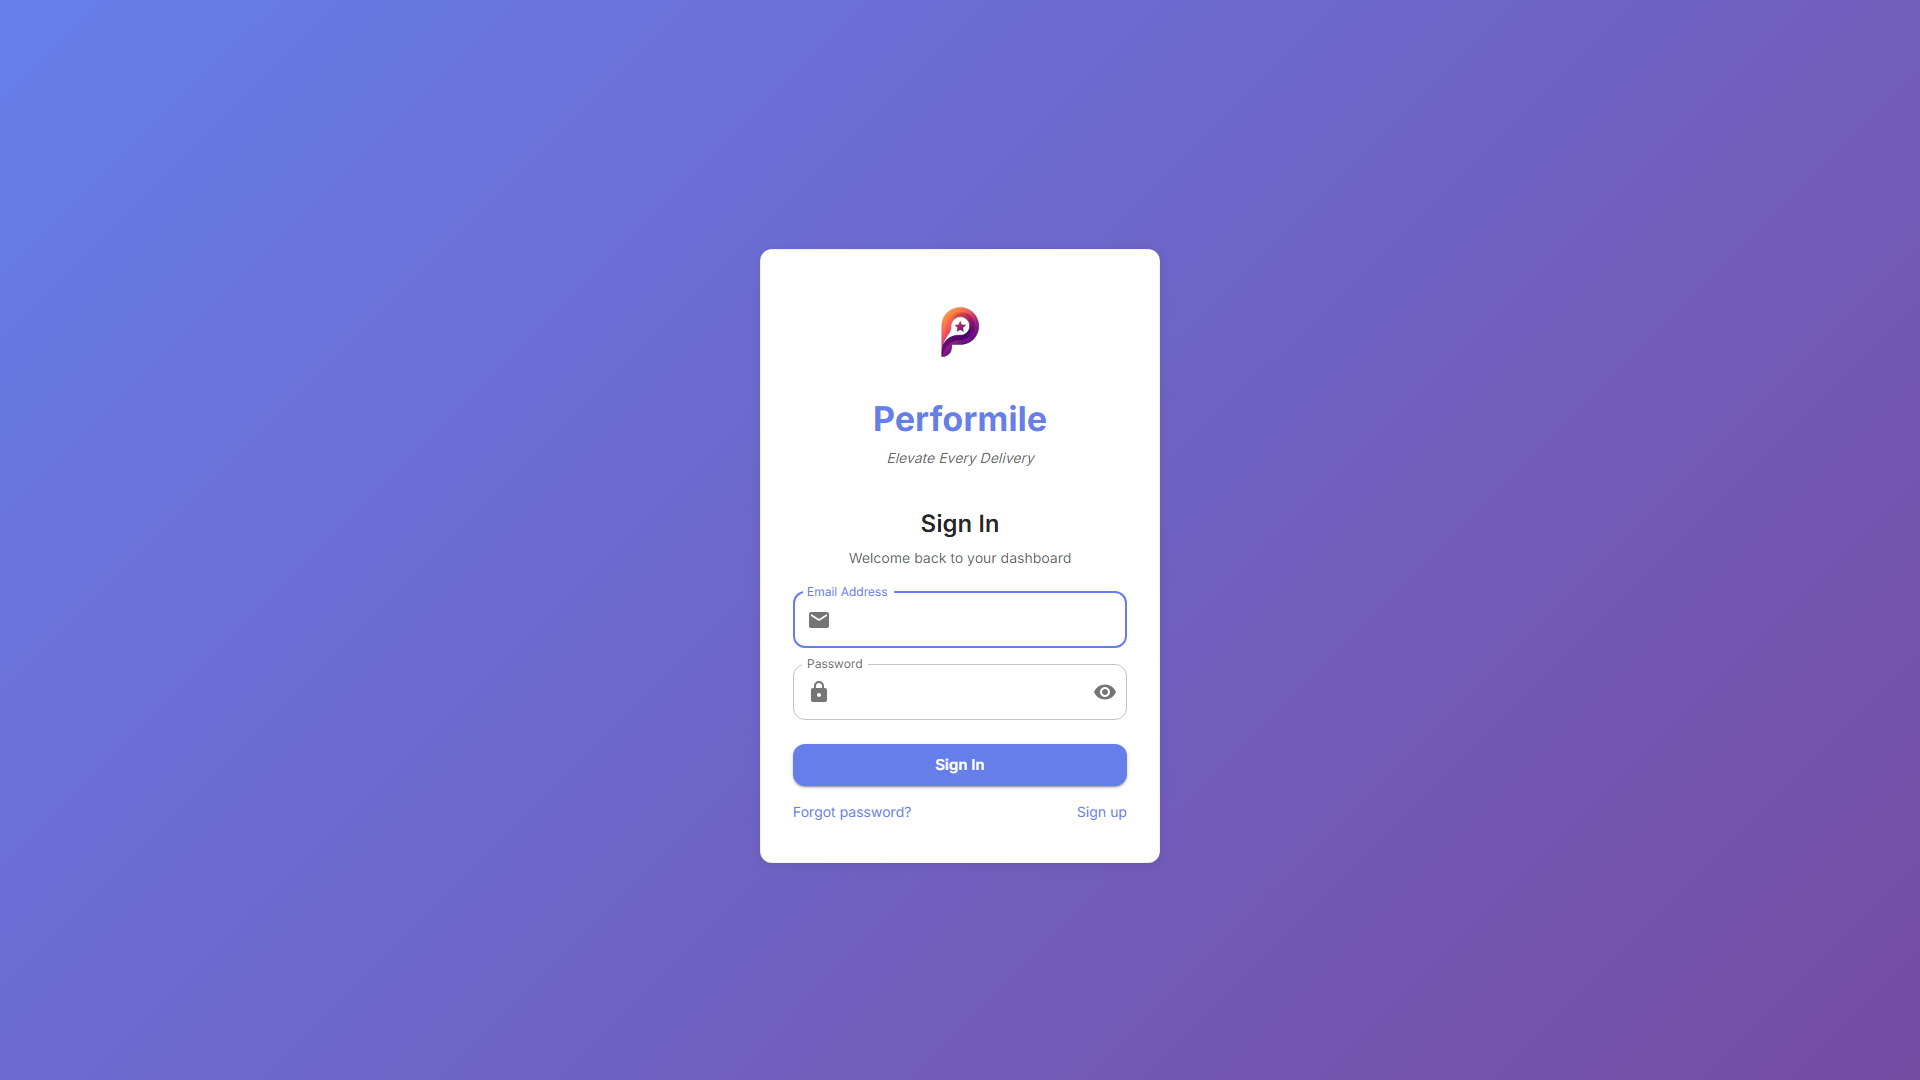 Performile
Elevate Every Delivery
Sign In
Welcome back to your dashboard
Email Address
Password
Sign In
Forgot password?
Sign up